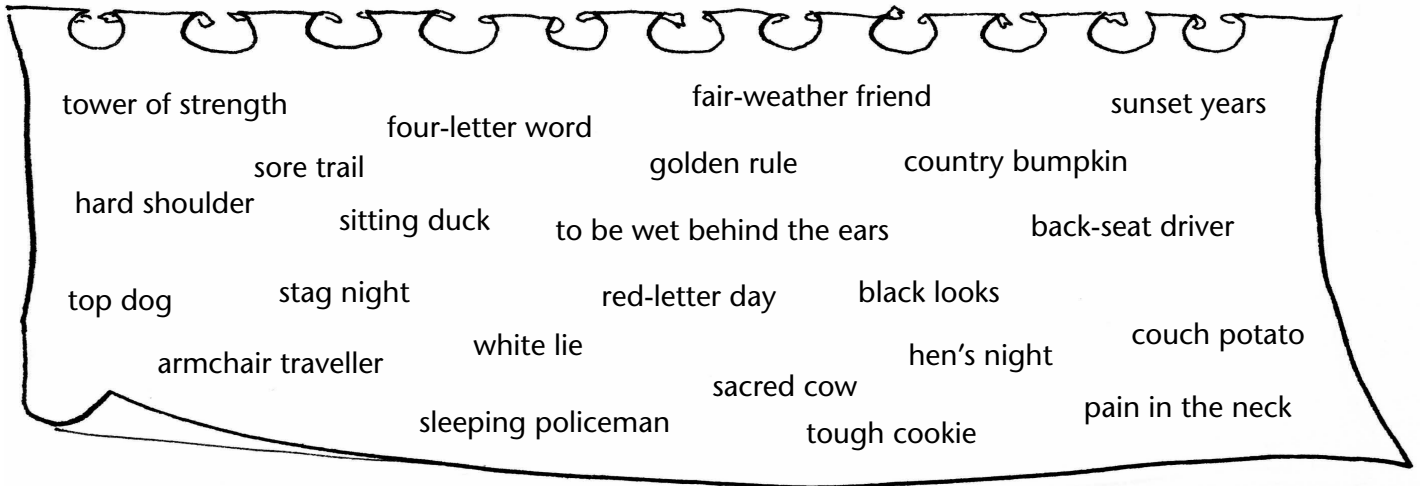 tower of strength
fair-weather friend
sunset years
four-letter word
sore trail
golden rule
country bumpkin
hard shoulder
sitting duck
to be wet behind the ears
back-seat driver
top dog
stag night
red-letter day
black looks
armchair traveller
white lie
hen's night
couch potato
sacred cow
sleeping policeman
tough cookie
pain in the neck